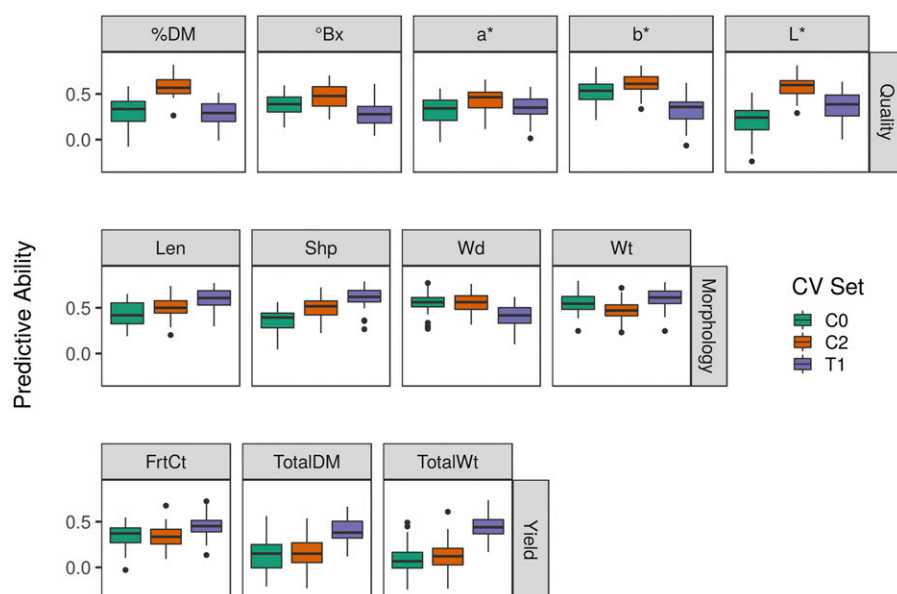 %DM °Bx a* b* L*
0.5
0.0
Quality
Len Shp Wd Wt
0.5
0.0
Morphology
Predictive Ability
CV Set
C0
C2
T1
FrtCt TotalDM TotalWt
0.5
0.0
Yield